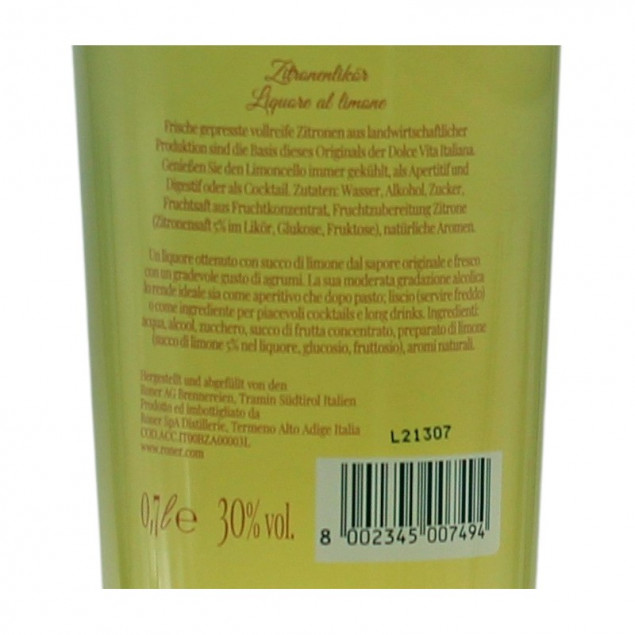 Zitronenlikör
Liquore al limone
Frische gepresste vollreife Zitronen aus landwirtschaftlicher
Produktion sind die Basis dieses Originals der Dolce Vita Italiana.
Genießen Sie den Limoncello immer gekühlt, als Apertitif und
Digestif oder als Cocktail. Zutaten: Wasser, Alkohol, Zucker,
Fruchtsaft aus Fruchtkonzentrat, Fruchtzubereitung Zitrone
(Zitronensaft 5% im Likör, Glukose, Fruktose), natürliche Aromen.
Un liquore ottenuto con succo di limone dal sapore originale e fresco
con un gradevole gusto di agrumi. La sua moderata gradazione alcolica
lo rende ideale sia come aperitivo che dopo pasto; liscio (servire freddo)
o come ingrediente per piacevoli cocktails e long drinks. Ingredienti:
acqua, alcool, zucchero, succo di frutta concentrato, preparato di limone
(succo di limone 5% nel liquore, glucosio, fruttosio), aromi naturali.
Hergestellt und abgefüllt von den
Roner AG Brennereien, Tramin Südtirol Italien
Prodotto ed imbottigliato da
Roner SpA Distillerie, Termeno Alto Adige Italia
COD.ACC.IT00BZA00003L
www.roner.com
L21307
0,7 l e 30% vol.
8 002345 007494